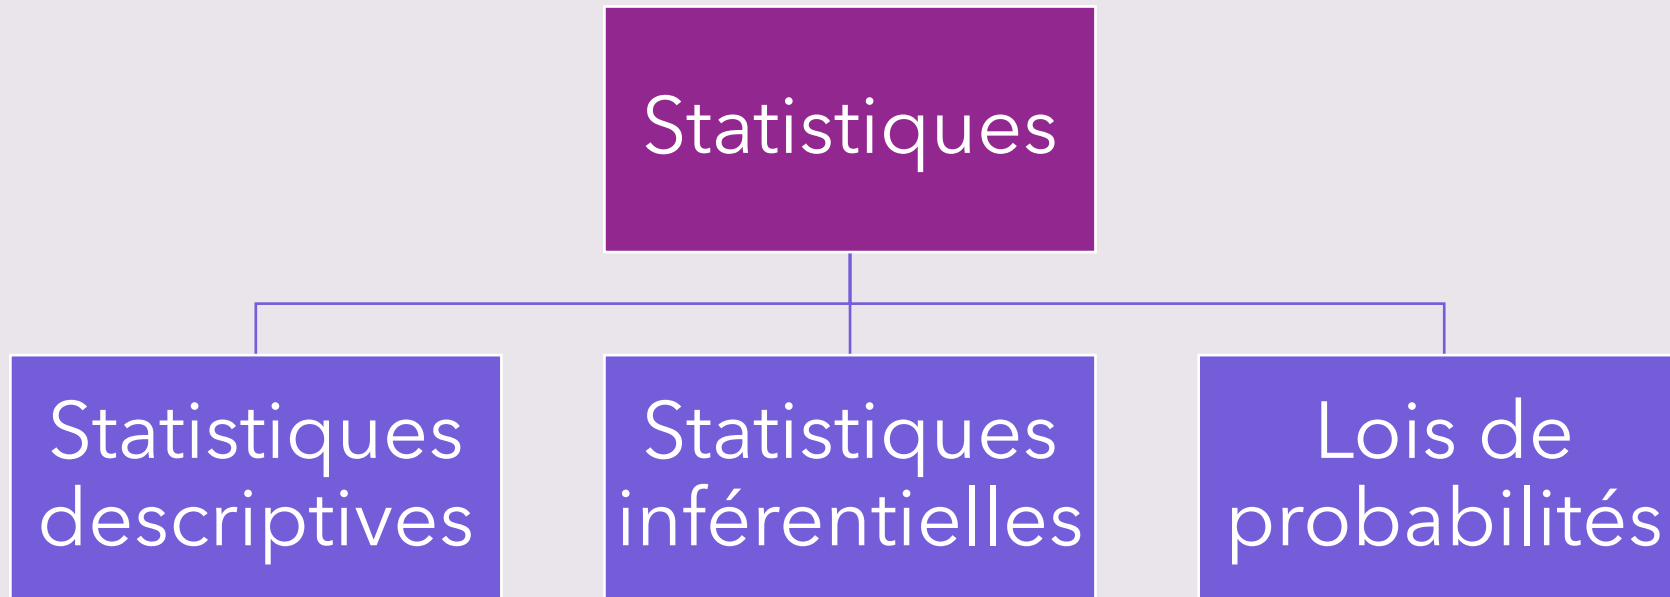 Statistiques
Statistiques
descriptives
Statistiques
inférentielles
Lois de
probabilités